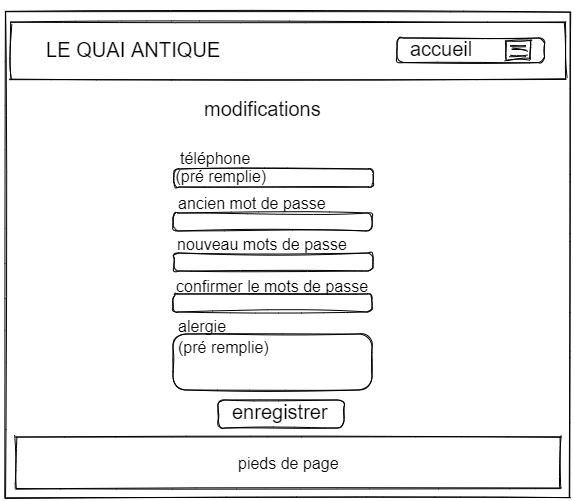 LE QUAI ANTIQUE
accueil
modifications
téléphone
(pré remplie)
ancien mot de passe
nouveau mots de passe
confirmer le mots de passe
alergie
(pré remplie)
enregistrer
pieds de page